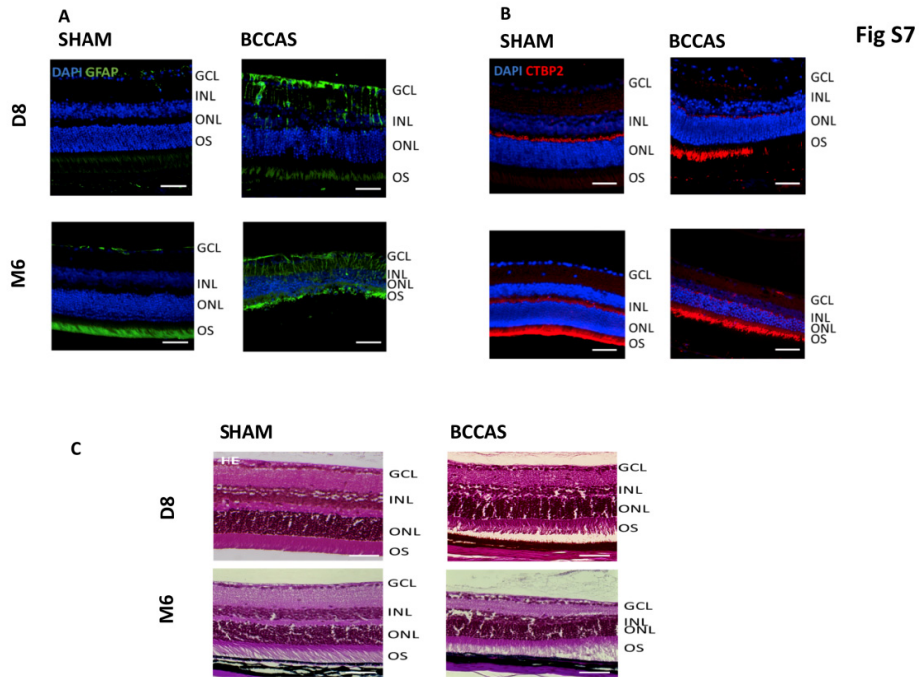 Fig S7
A
SHAM BCCAS
D8
DAPI GFAP
GCL
INL
ONL
OS
GCL
INL
ONL
OS
M6
GCL
INL
ONL
OS
GCL
INL
ONL
OS
B
SHAM BCCAS
DAPI CTBP2
GCL
INL
ONL
OS
GCL
INL
ONL
OS
GCL
INL
ONL
OS
GCL
INL
ONL
OS
C
SHAM BCCAS
D8
HE
GCL
INL
ONL
OS
GCL
INL
ONL
OS
M6
GCL
INL
ONL
OS
GCL
INL
ONL
OS